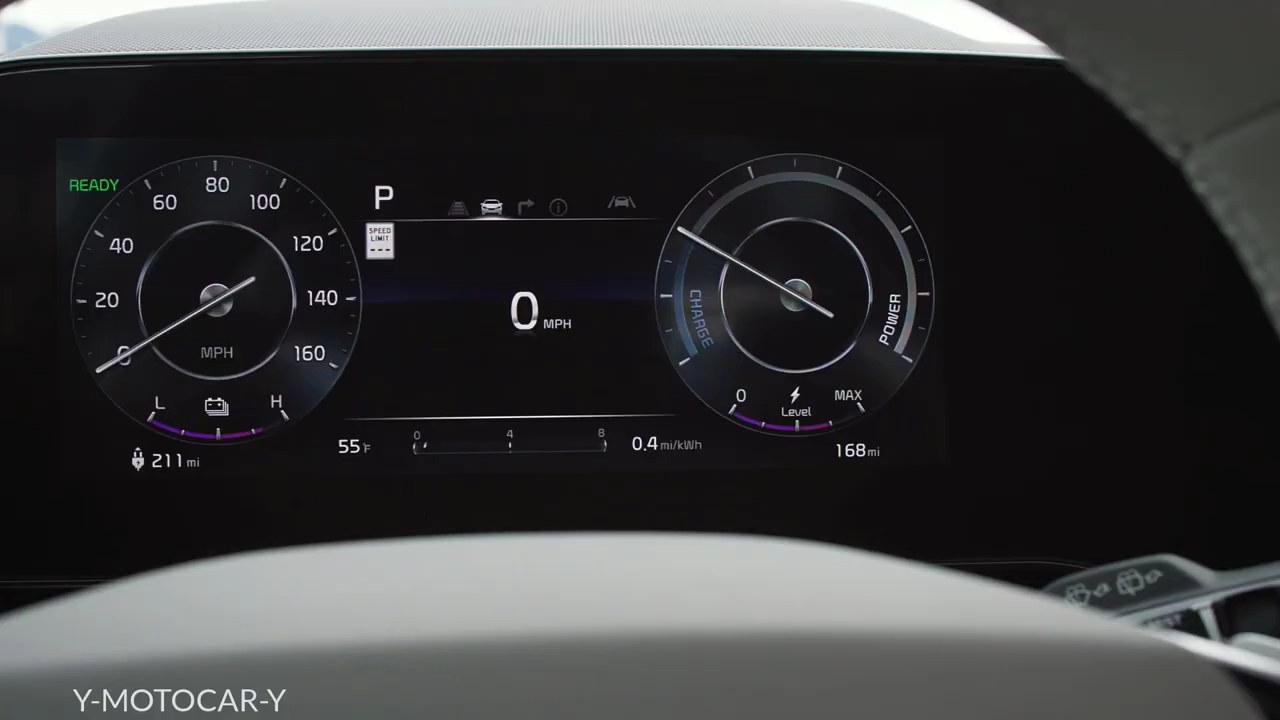 READY
0
20
40
60
80
100
120
140
160
MPH
L
H
211 mi
P
SPEED
LIMIT
---
0 MPH
55°F
0 4 8
0.4 mi/kWh
CHARGE
POWER
0
Level
MAX
168 mi
Y-MOTOCAR-Y